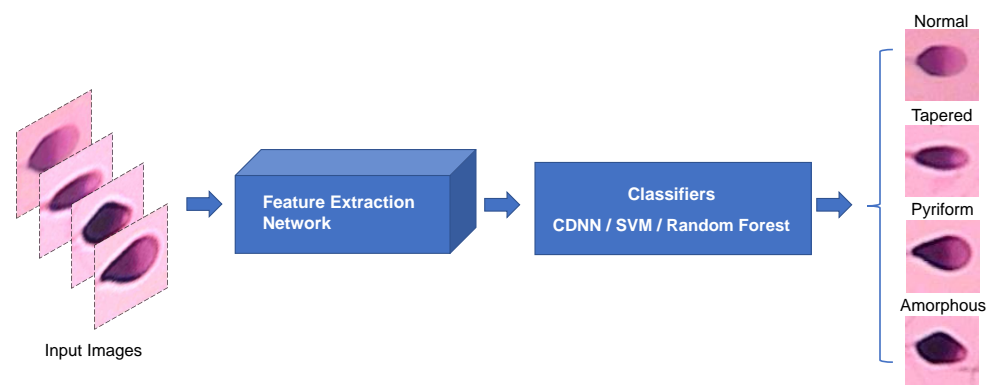 Input Images
Feature Extraction
Network
Classifiers
CDNN / SVM / Random Forest
Normal
Tapered
Pyriform
Amorphous